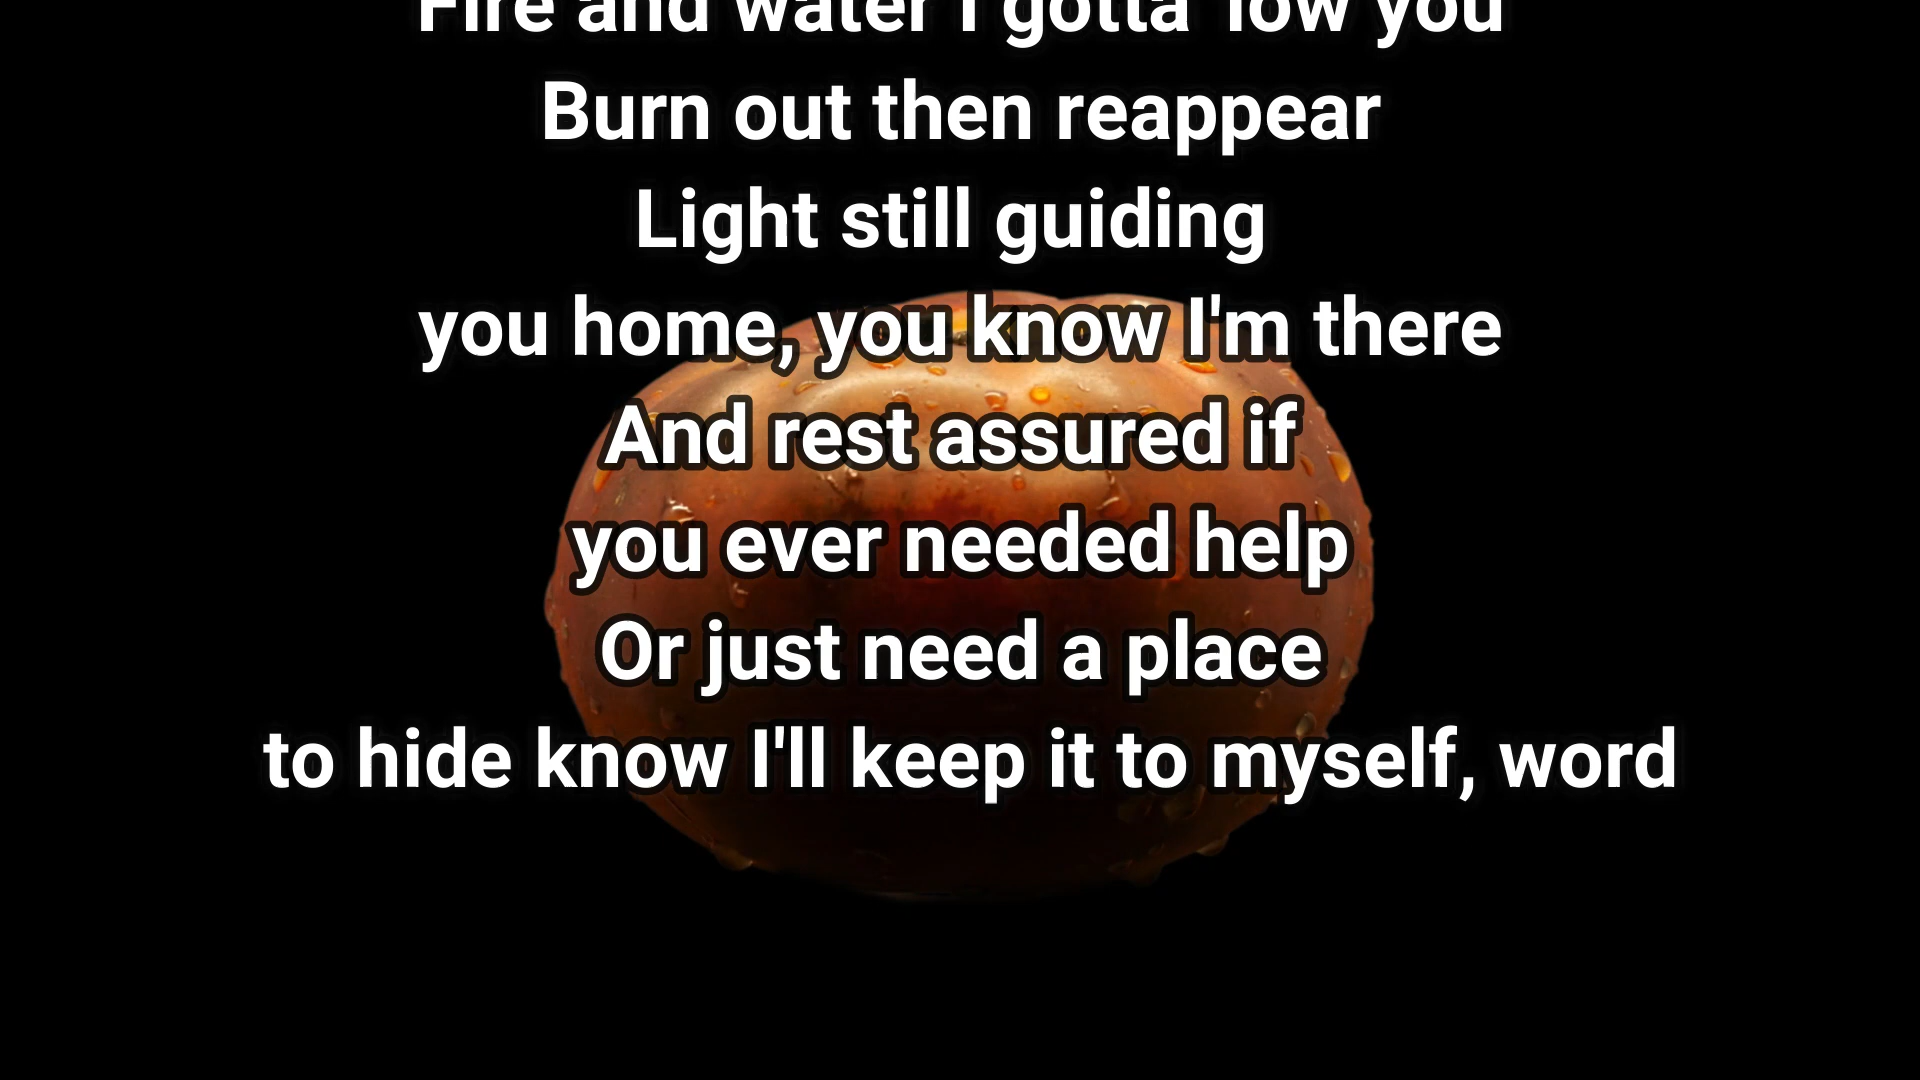 Fire and water I gotta 'low you
Burn out then reappear
Light still guiding
you home, you know I'm there
And rest assured if
you ever needed help
Or just need a place
to hide know I'll keep it to myself, word